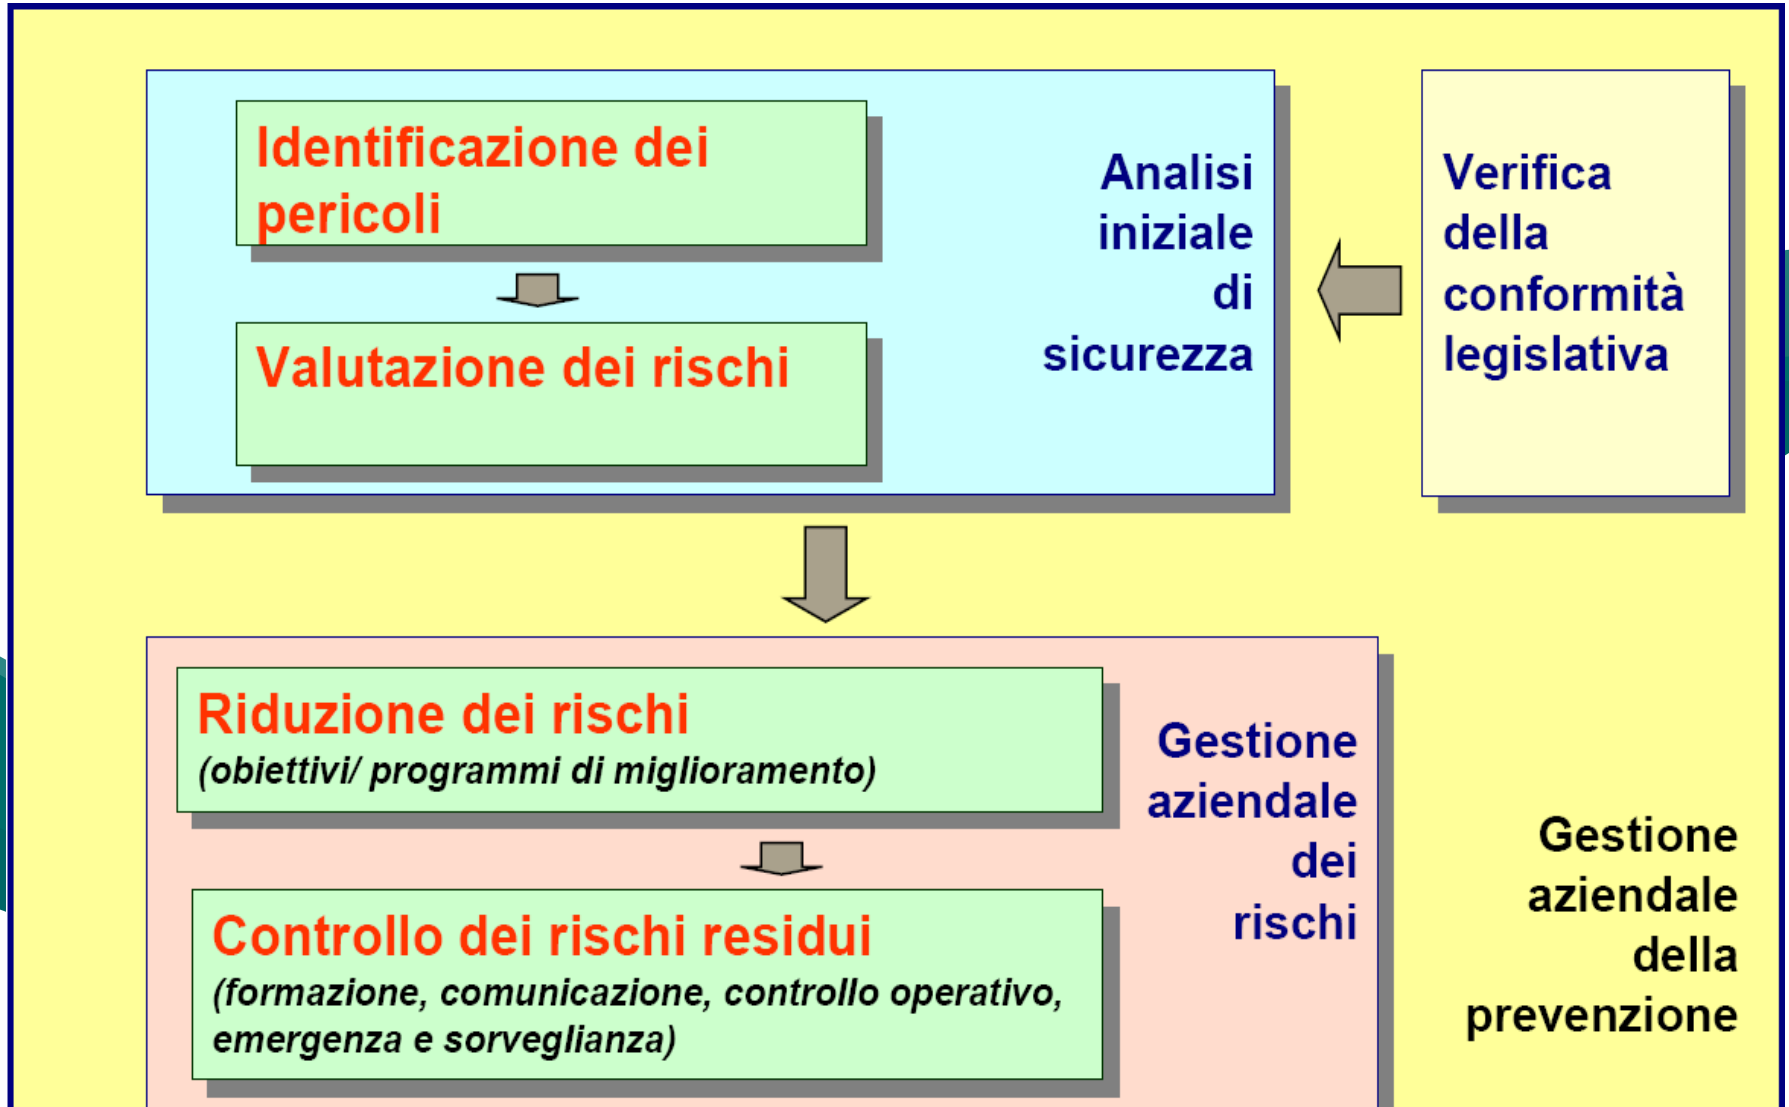 Identificazione dei
pericoli
Valutazione dei rischi
Analisi
iniziale
di
sicurezza
Verifica
della
conformità
legislativa
Riduzione dei rischi
(obiettivi/ programmi di miglioramento)
Controllo dei rischi residui
(formazione, comunicazione, controllo operativo,
emergenza e sorveglianza)
Gestione
aziendale
dei
rischi
Gestione
aziendale
della
prevenzione